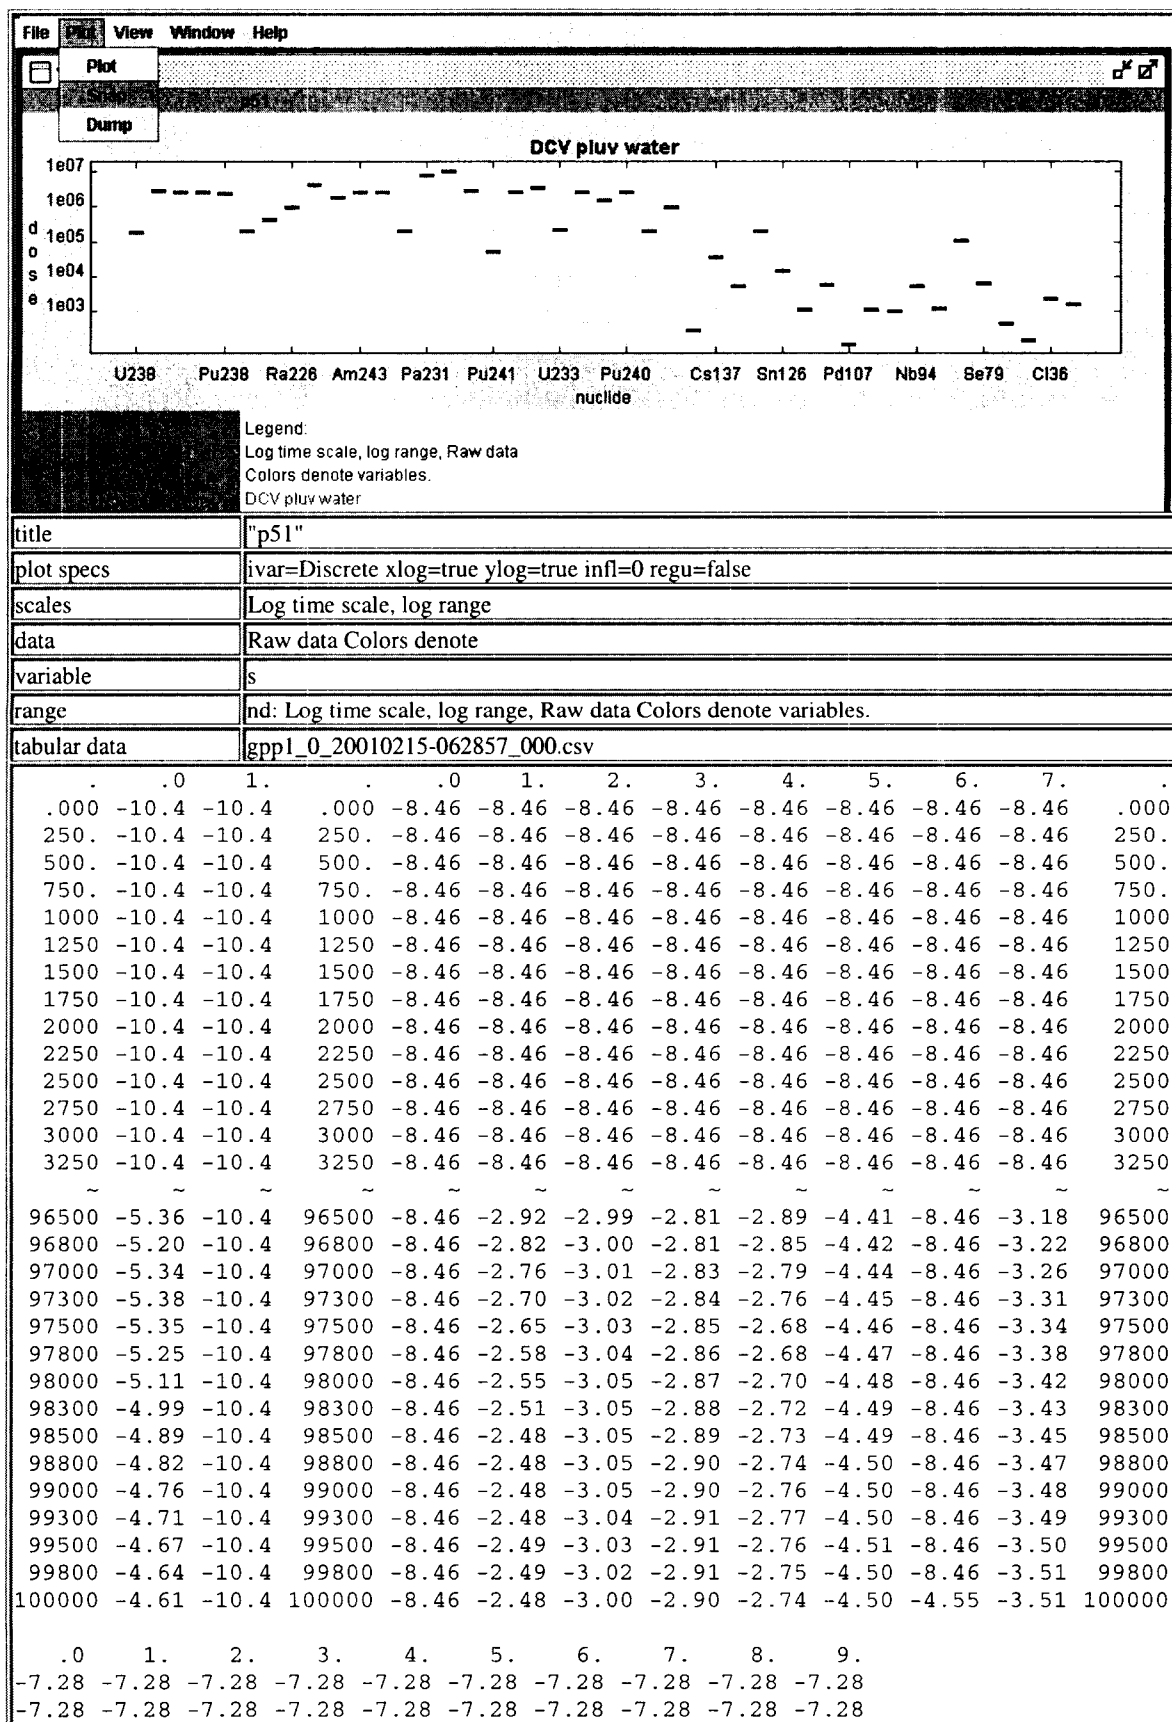 File Plot View Window Help
Plot
Snap
Dump
DCV pluv water
1e07
1e06
1e05
1e04
1e03
dose
U238 Pu238 Ra226 Am243 Pa231 Pu241 U233 Pu240 Cs137 Sn126 Pd107 Nb94 Se79 Cl36
nuclide
Legend:
Log time scale, log range, Raw data
Colors denote variables.
DCV pluv water
title "p51"
plot specs ivar=Discrete xlog=true ylog=true infl=0 regu=false
scales Log time scale, log range
data Raw data Colors denote
variable s
range nd: Log time scale, log range, Raw data Colors denote variables.
tabular data gpp1_0_20010215-062857_000.csv
. .0 1. . .0 1. 2. 3. 4. 5. 6. 7. .
.000 -10.4 -10.4 .000 -8.46 -8.46 -8.46 -8.46 -8.46 -8.46 -8.46 -8.46 .000
250. -10.4 -10.4 250. -8.46 -8.46 -8.46 -8.46 -8.46 -8.46 -8.46 -8.46 250.
500. -10.4 -10.4 500. -8.46 -8.46 -8.46 -8.46 -8.46 -8.46 -8.46 -8.46 500.
750. -10.4 -10.4 750. -8.46 -8.46 -8.46 -8.46 -8.46 -8.46 -8.46 -8.46 750.
1000 -10.4 -10.4 1000 -8.46 -8.46 -8.46 -8.46 -8.46 -8.46 -8.46 -8.46 1000
1250 -10.4 -10.4 1250 -8.46 -8.46 -8.46 -8.46 -8.46 -8.46 -8.46 -8.46 1250
1500 -10.4 -10.4 1500 -8.46 -8.46 -8.46 -8.46 -8.46 -8.46 -8.46 -8.46 1500
1750 -10.4 -10.4 1750 -8.46 -8.46 -8.46 -8.46 -8.46 -8.46 -8.46 -8.46 1750
2000 -10.4 -10.4 2000 -8.46 -8.46 -8.46 -8.46 -8.46 -8.46 -8.46 -8.46 2000
2250 -10.4 -10.4 2250 -8.46 -8.46 -8.46 -8.46 -8.46 -8.46 -8.46 -8.46 2250
2500 -10.4 -10.4 2500 -8.46 -8.46 -8.46 -8.46 -8.46 -8.46 -8.46 -8.46 2500
2750 -10.4 -10.4 2750 -8.46 -8.46 -8.46 -8.46 -8.46 -8.46 -8.46 -8.46 2750
3000 -10.4 -10.4 3000 -8.46 -8.46 -8.46 -8.46 -8.46 -8.46 -8.46 -8.46 3000
3250 -10.4 -10.4 3250 -8.46 -8.46 -8.46 -8.46 -8.46 -8.46 -8.46 -8.46 3250
~ ~ ~ ~ ~ ~ ~ ~ ~ ~ ~ ~ ~
96500 -5.36 -10.4 96500 -8.46 -2.92 -2.99 -2.81 -2.89 -4.41 -8.46 -3.18 96500
96800 -5.20 -10.4 96800 -8.46 -2.82 -3.00 -2.81 -2.85 -4.42 -8.46 -3.22 96800
97000 -5.34 -10.4 97000 -8.46 -2.76 -3.01 -2.83 -2.79 -4.44 -8.46 -3.26 97000
97300 -5.38 -10.4 97300 -8.46 -2.70 -3.02 -2.84 -2.76 -4.45 -8.46 -3.31 97300
97500 -5.35 -10.4 97500 -8.46 -2.65 -3.03 -2.85 -2.68 -4.46 -8.46 -3.34 97500
97800 -5.25 -10.4 97800 -8.46 -2.58 -3.04 -2.86 -2.68 -4.47 -8.46 -3.38 97800
98000 -5.11 -10.4 98000 -8.46 -2.55 -3.05 -2.87 -2.70 -4.48 -8.46 -3.42 98000
98300 -4.99 -10.4 98300 -8.46 -2.51 -3.05 -2.88 -2.72 -4.49 -8.46 -3.43 98300
98500 -4.89 -10.4 98500 -8.46 -2.48 -3.05 -2.89 -2.73 -4.49 -8.46 -3.45 98500
98800 -4.82 -10.4 98800 -8.46 -2.48 -3.05 -2.90 -2.74 -4.50 -8.46 -3.47 98800
99000 -4.76 -10.4 99000 -8.46 -2.48 -3.05 -2.90 -2.76 -4.50 -8.46 -3.48 99000
99300 -4.71 -10.4 99300 -8.46 -2.48 -3.04 -2.91 -2.77 -4.50 -8.46 -3.49 99300
99500 -4.67 -10.4 99500 -8.46 -2.49 -3.03 -2.91 -2.76 -4.51 -8.46 -3.50 99500
99800 -4.64 -10.4 99800 -8.46 -2.49 -3.02 -2.91 -2.75 -4.50 -8.46 -3.51 99800
100000 -4.61 -10.4 100000 -8.46 -2.48 -3.00 -2.90 -2.74 -4.50 -4.55 -3.51 100000
.0 1. 2. 3. 4. 5. 6. 7. 8. 9.
-7.28 -7.28 -7.28 -7.28 -7.28 -7.28 -7.28 -7.28 -7.28 -7.28
-7.28 -7.28 -7.28 -7.28 -7.28 -7.28 -7.28 -7.28 -7.28 -7.28